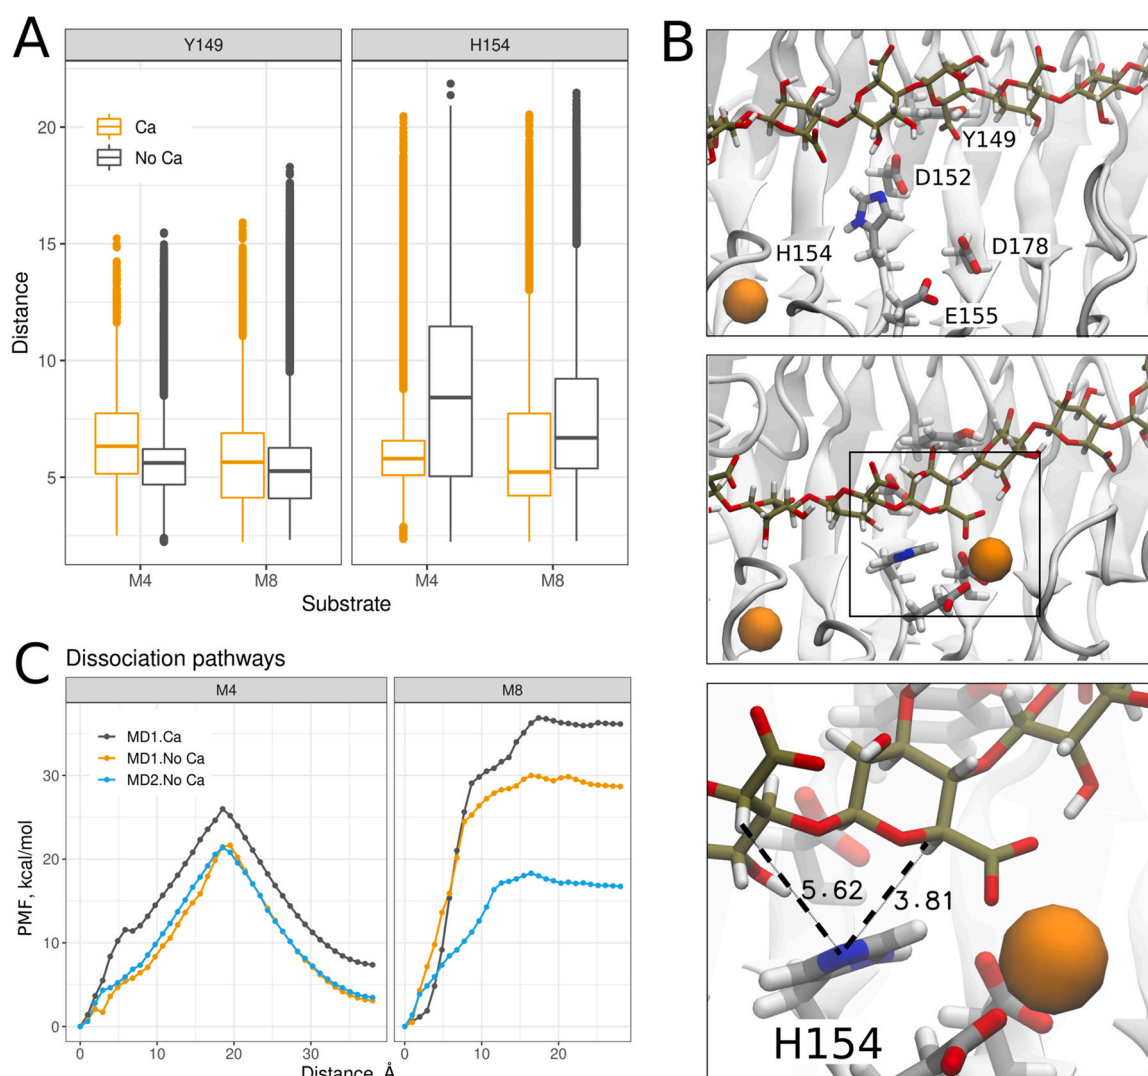 A
Y149
H154
20
15
10
5
Distance
Ca
No Ca
M4
M8
M4
M8
Substrate
B
Y149
D152
H154
D178
E155
5.62
3.81
H154
C
Dissociation pathways
M4
M8
MD1.Ca
MD1.No Ca
MD2.No Ca
PMF, kcal/mol
30
20
10
0
0
10
20
30
0
10
20
Distance, Å